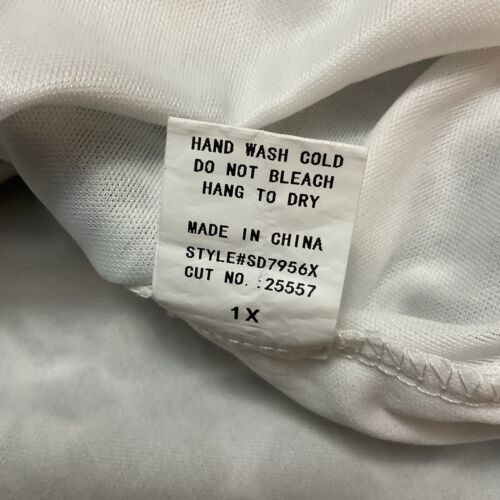 HAND WASH COLD
DO NOT BLEACH
HANG TO DRY
MADE IN CHINA
STYLE#SD7956X
CUT NO. :25557
1X